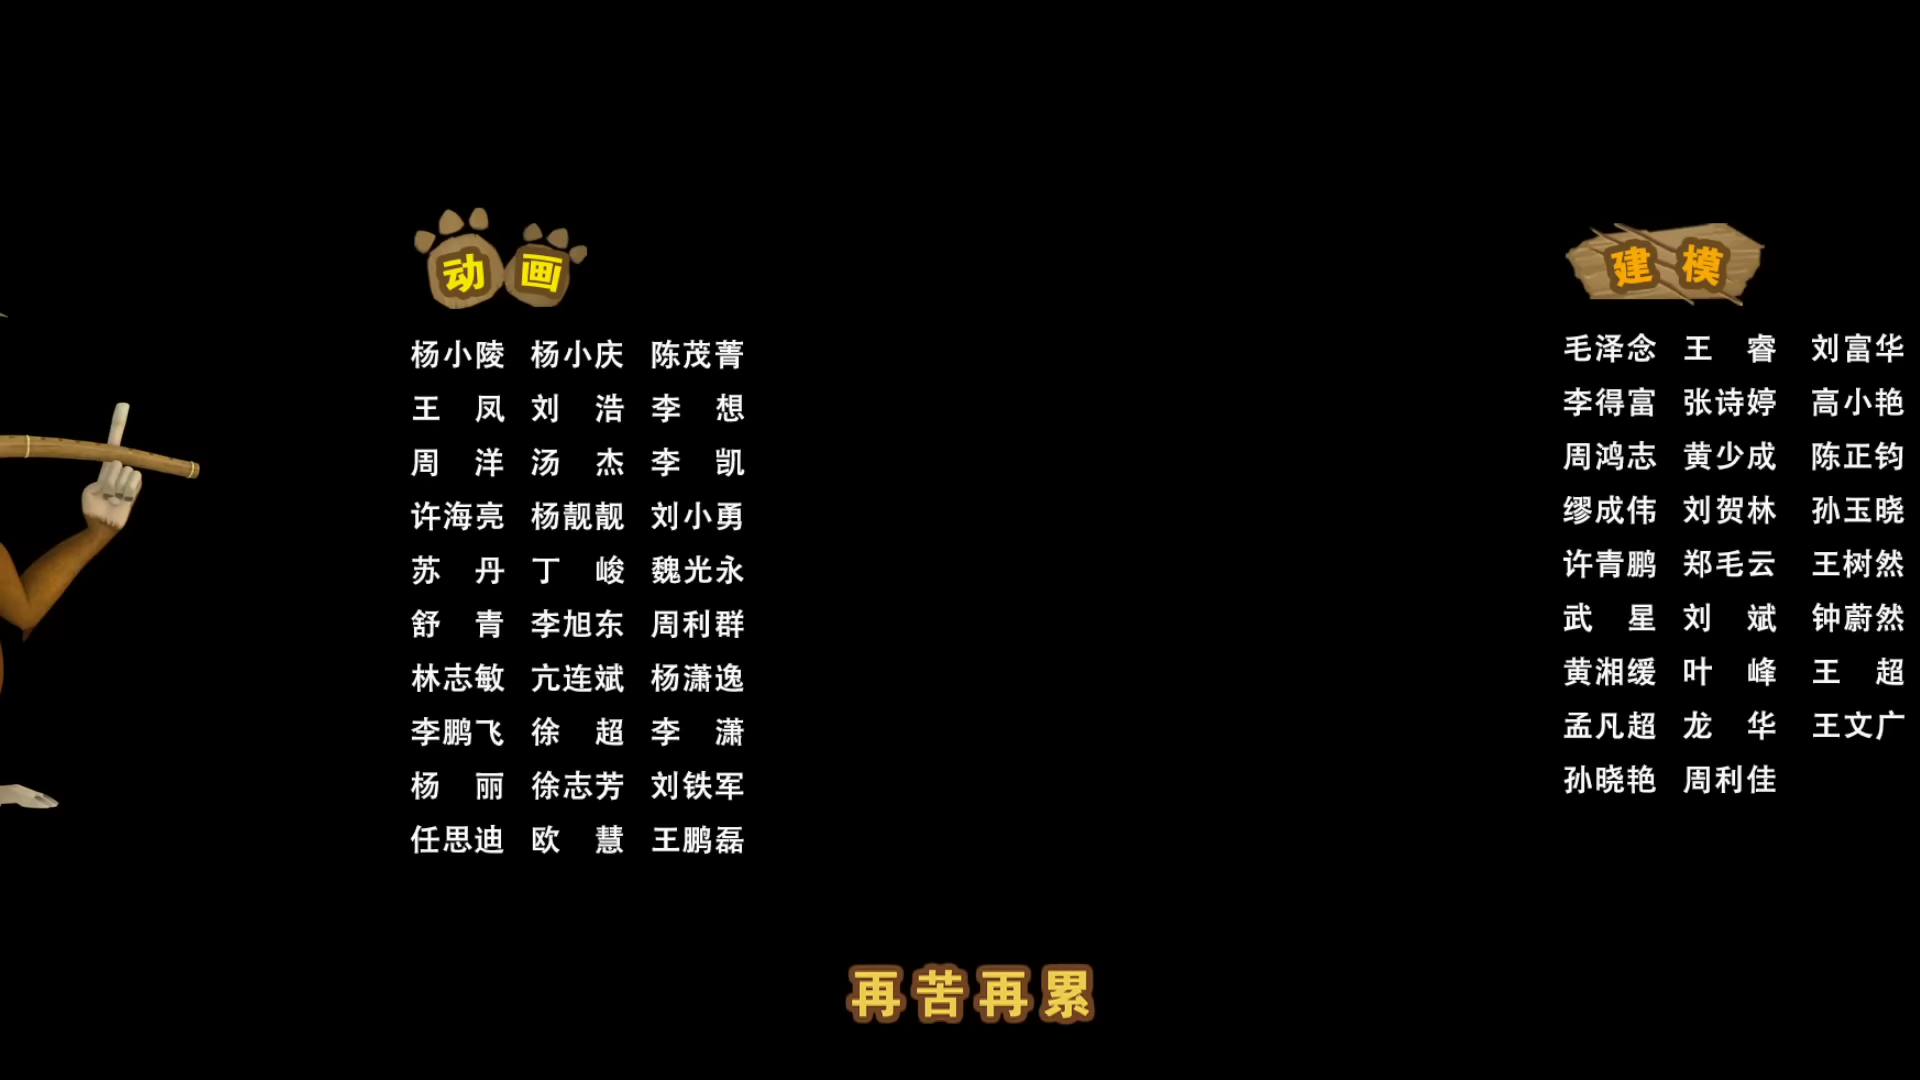 动画
杨小陵 杨小庆 陈茂菁
王 凤 刘 浩 李 想
周 洋 汤 杰 李 凯
许海亮 杨靓靓 刘小勇
苏 丹 丁 峻 魏光永
舒 青 李旭东 周利群
林志敏 亢连斌 杨潇逸
李鹏飞 徐 超 李 潇
杨 丽 徐志芳 刘铁军
任思迪 欧 慧 王鹏磊
建模
毛泽念 王 睿 刘富华
李得富 张诗婷 高小艳
周鸿志 黄少成 陈正钧
缪成伟 刘贺林 孙玉晓
许青鹏 郑毛云 王树然
武 星 刘 斌 钟蔚然
黄湘缓 叶 峰 王 超
孟凡超 龙 华 王文广
孙晓艳 周利佳
再苦再累